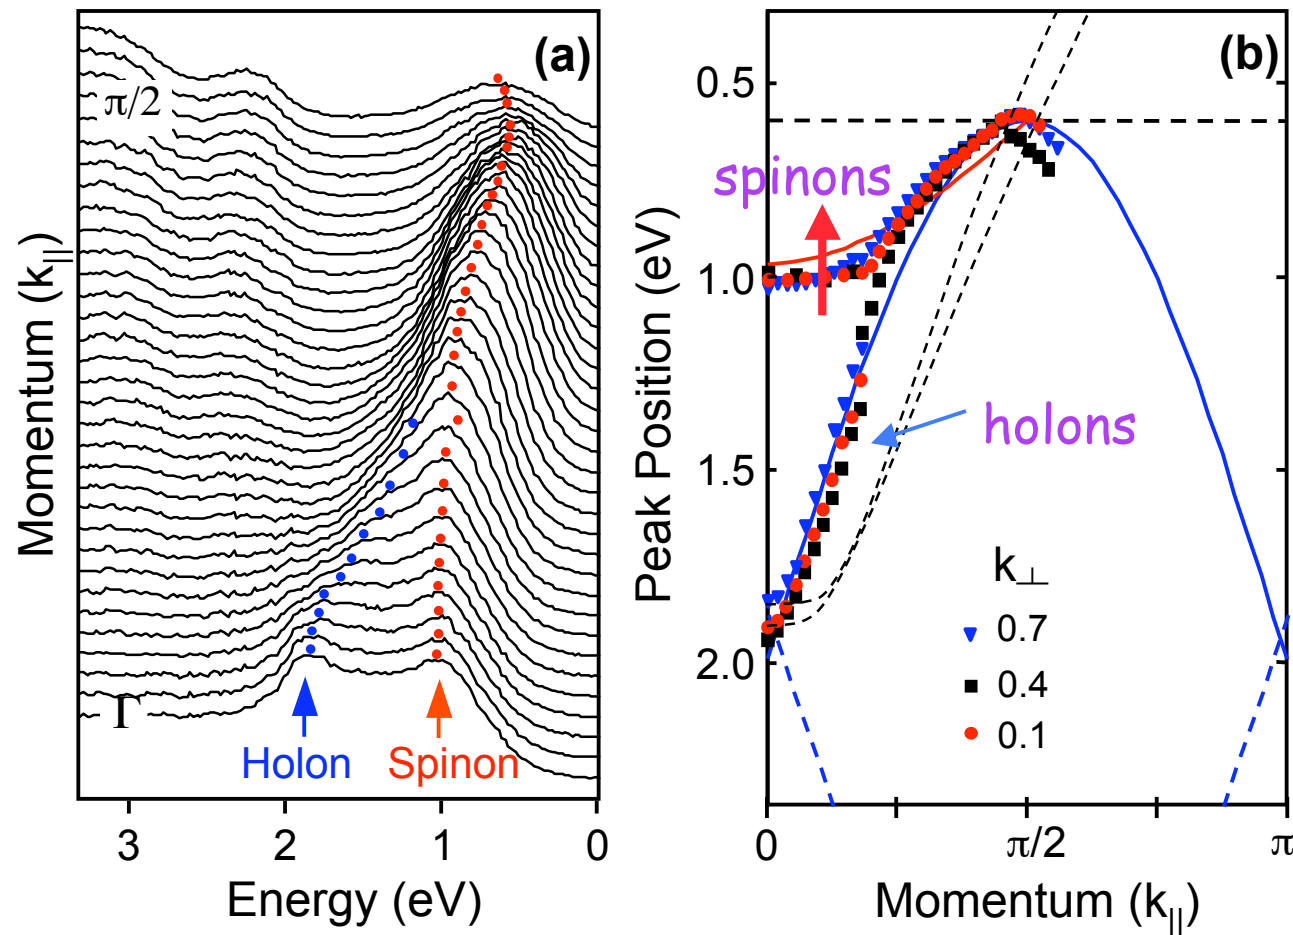 (a)
π/2
Γ
Holon
Spinon
3
2
1
0
Energy (eV)
Momentum (k||)
(b)
0.5
1.0
1.5
2.0
Peak Position (eV)
spinons
holons
k⊥
0.7
0.4
0.1
0
π/2
π
Momentum (k||)